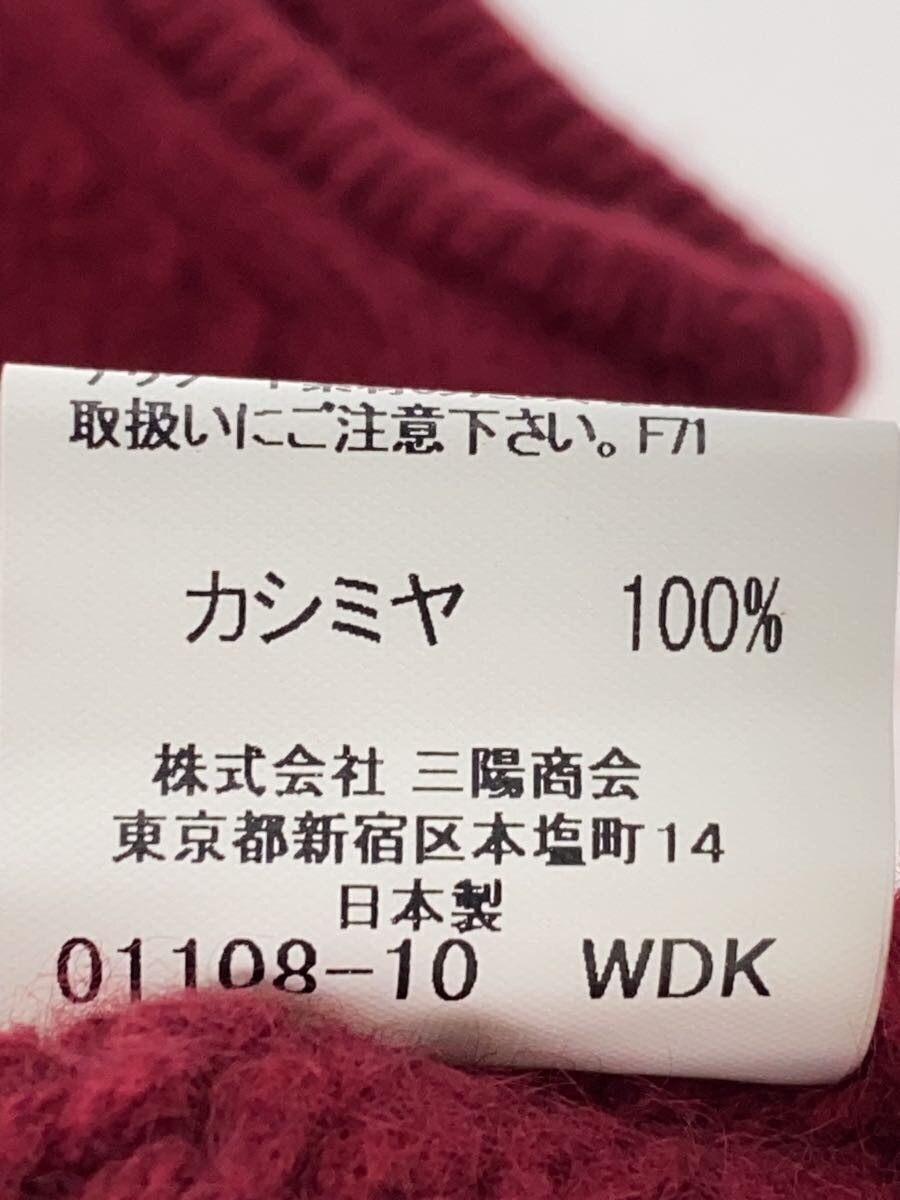 取扱いにご注意下さい。F71
カシミヤ 100%
株式会社 三陽商会
東京都新宿区本塩町14
日本製
01108-10 WDK